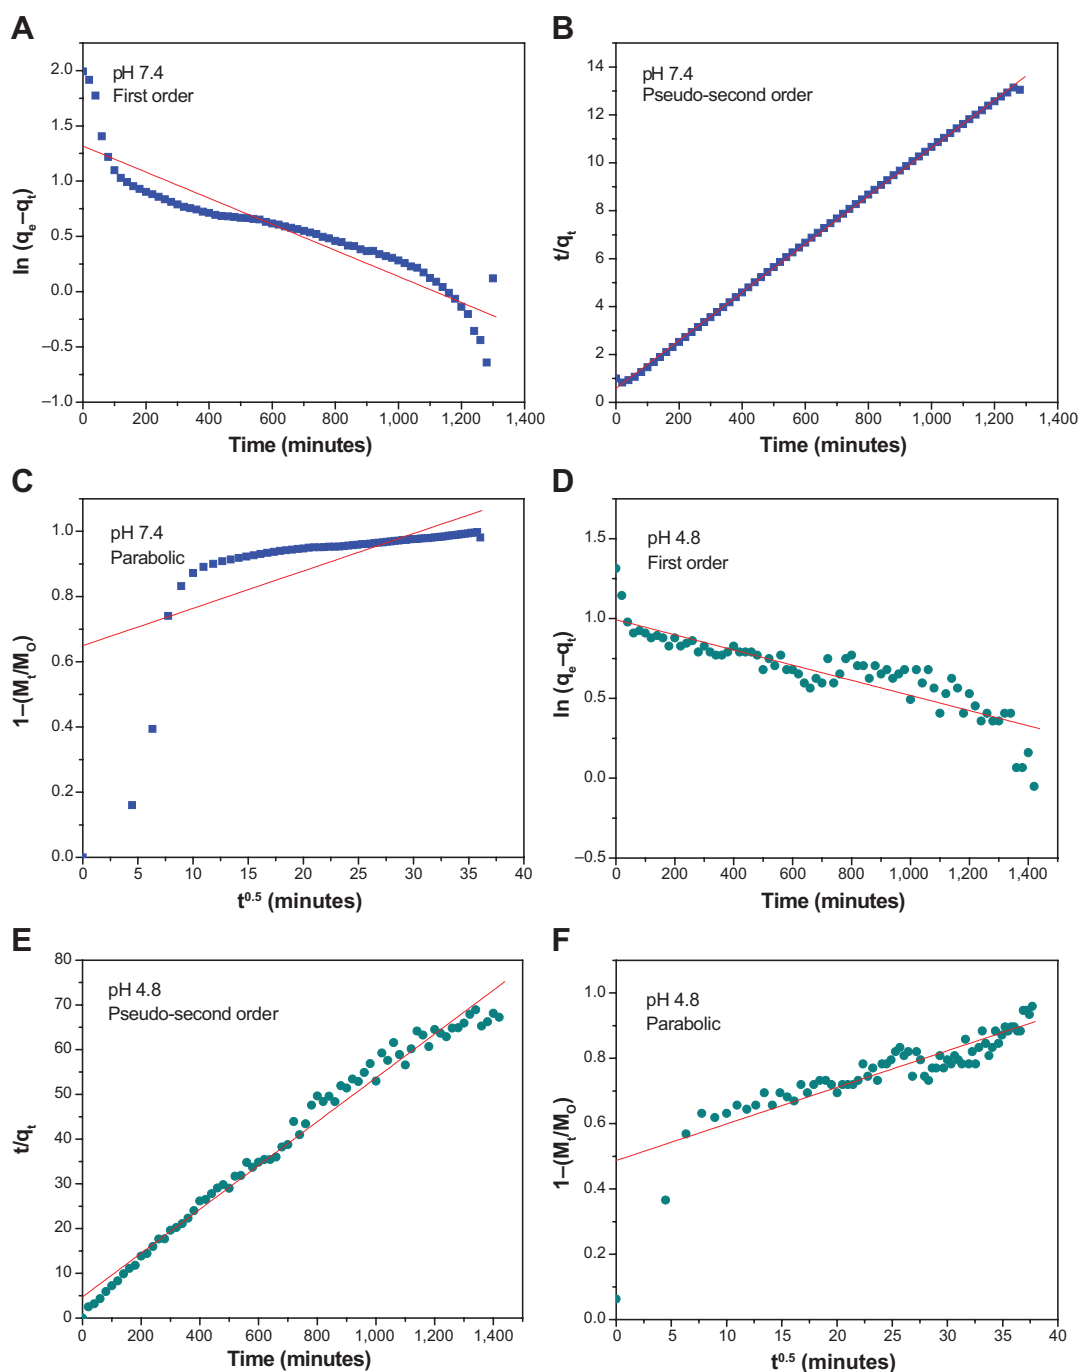 A
pH 7.4
First order
ln (qe–qt)
2.0
1.5
1.0
0.5
0.0
–0.5
–1.0
0 200 400 600 800 1,000 1,200 1,400
Time (minutes)
B
pH 7.4
Pseudo-second order
t/qt
14
12
10
8
6
4
2
0
0 200 400 600 800 1,000 1,200 1,400
Time (minutes)
C
pH 7.4
Parabolic
1–(Mt/MO)
1.0
0.8
0.6
0.4
0.2
0.0
0 5 10 15 20 25 30 35 40
t0.5 (minutes)
D
pH 4.8
First order
ln (qe–qt)
1.5
1.0
0.5
0.0
–0.5
0 200 400 600 800 1,000 1,200 1,400
Time (minutes)
E
pH 4.8
Pseudo-second order
t/qt
80
70
60
50
40
30
20
10
0
0 200 400 600 800 1,000 1,200 1,400
Time (minutes)
F
pH 4.8
Parabolic
1–(Mt/MO)
1.0
0.8
0.6
0.4
0.2
0.0
0 5 10 15 20 25 30 35 40
t0.5 (minutes)